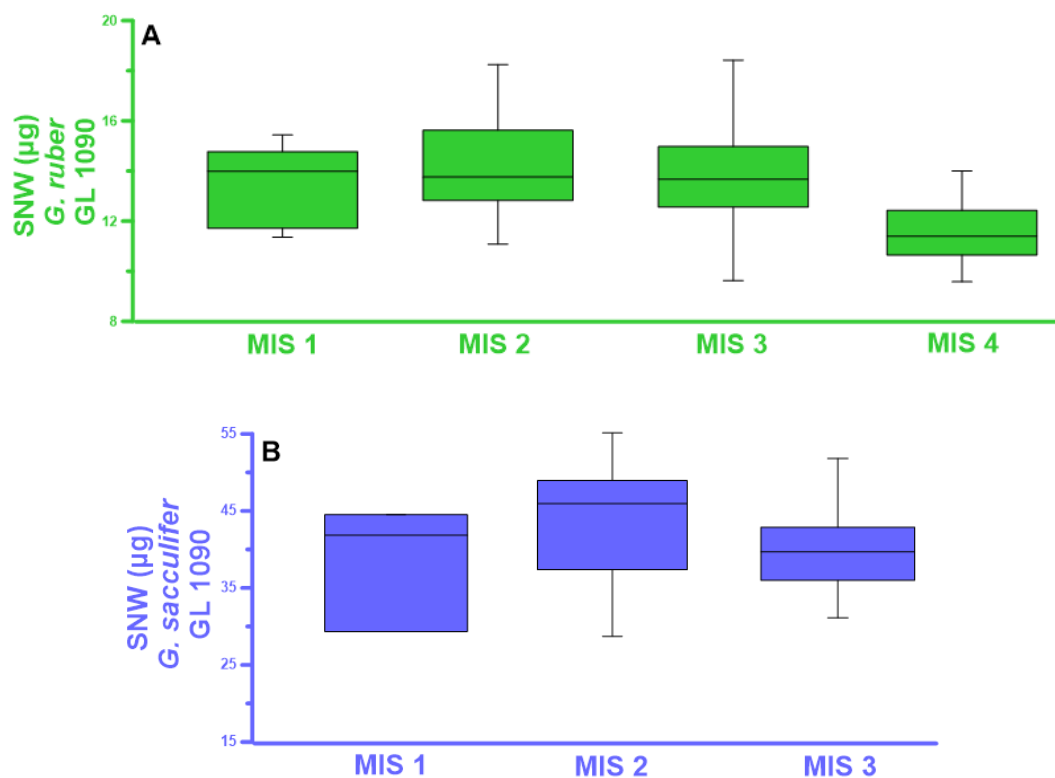 A
20
16
12
8
SNW (µg)
G. ruber
GL 1090
MIS 1 MIS 2 MIS 3 MIS 4
B
55
45
35
25
15
SNW (µg)
G. sacculifer
GL 1090
MIS 1 MIS 2 MIS 3